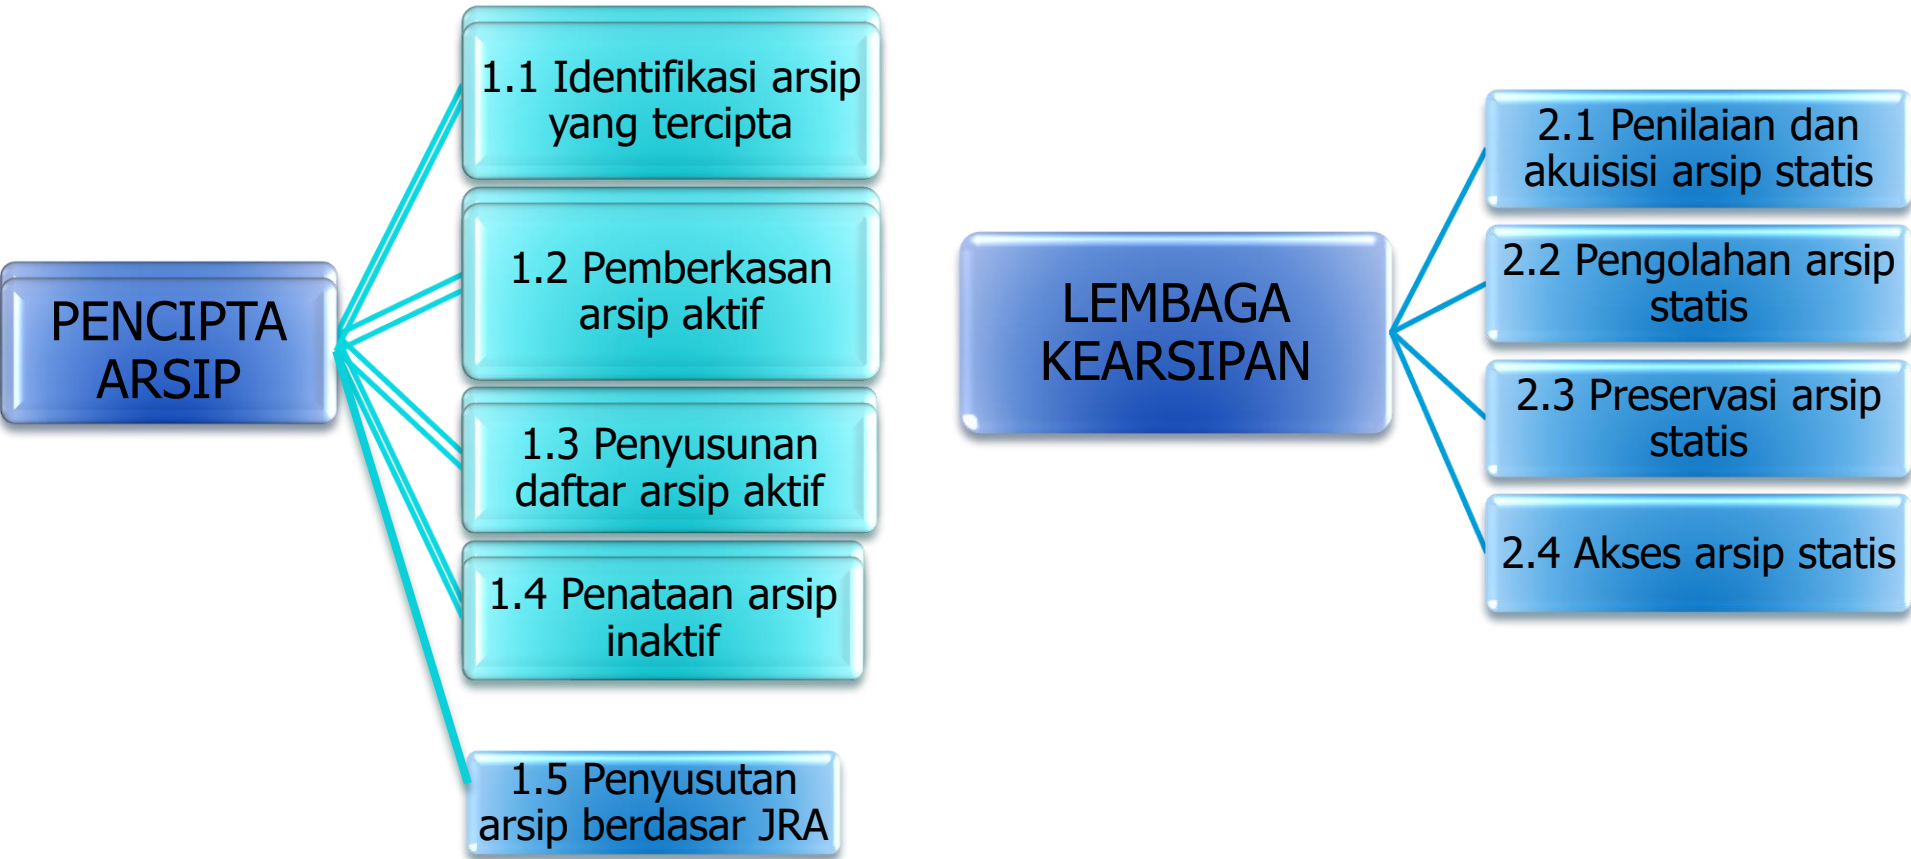 PENCIPTA
ARSIP
1.1 Identifikasi arsip
yang tercipta
1.2 Pemberkasan
arsip aktif
1.3 Penyusunan
daftar arsip aktif
1.4 Penataan arsip
inaktif
1.5 Penyusutan
arsip berdasar JRA
LEMBAGA
KEARSIPAN
2.1 Penilaian dan
akuisisi arsip statis
2.2 Pengolahan arsip
statis
2.3 Preservasi arsip
statis
2.4 Akses arsip statis